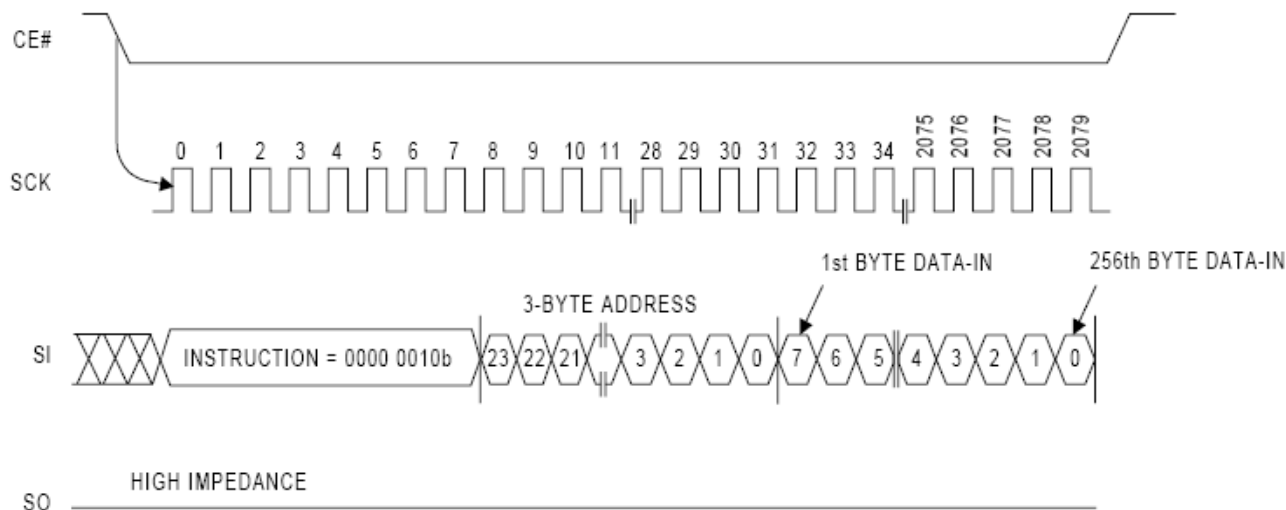 CE#
2075 2076 2077 2078 2079
0 1 2 3 4 5 6 7 8 9 10 11 28 29 30 31 32 33 34
SCK
1st BYTE DATA-IN 256th BYTE DATA-IN
3-BYTE ADDRESS
SI INSTRUCTION = 0000 0010b 23 22 21 3 2 1 0 7 6 5 4 3 2 1 0
HIGH IMPEDANCE
SO